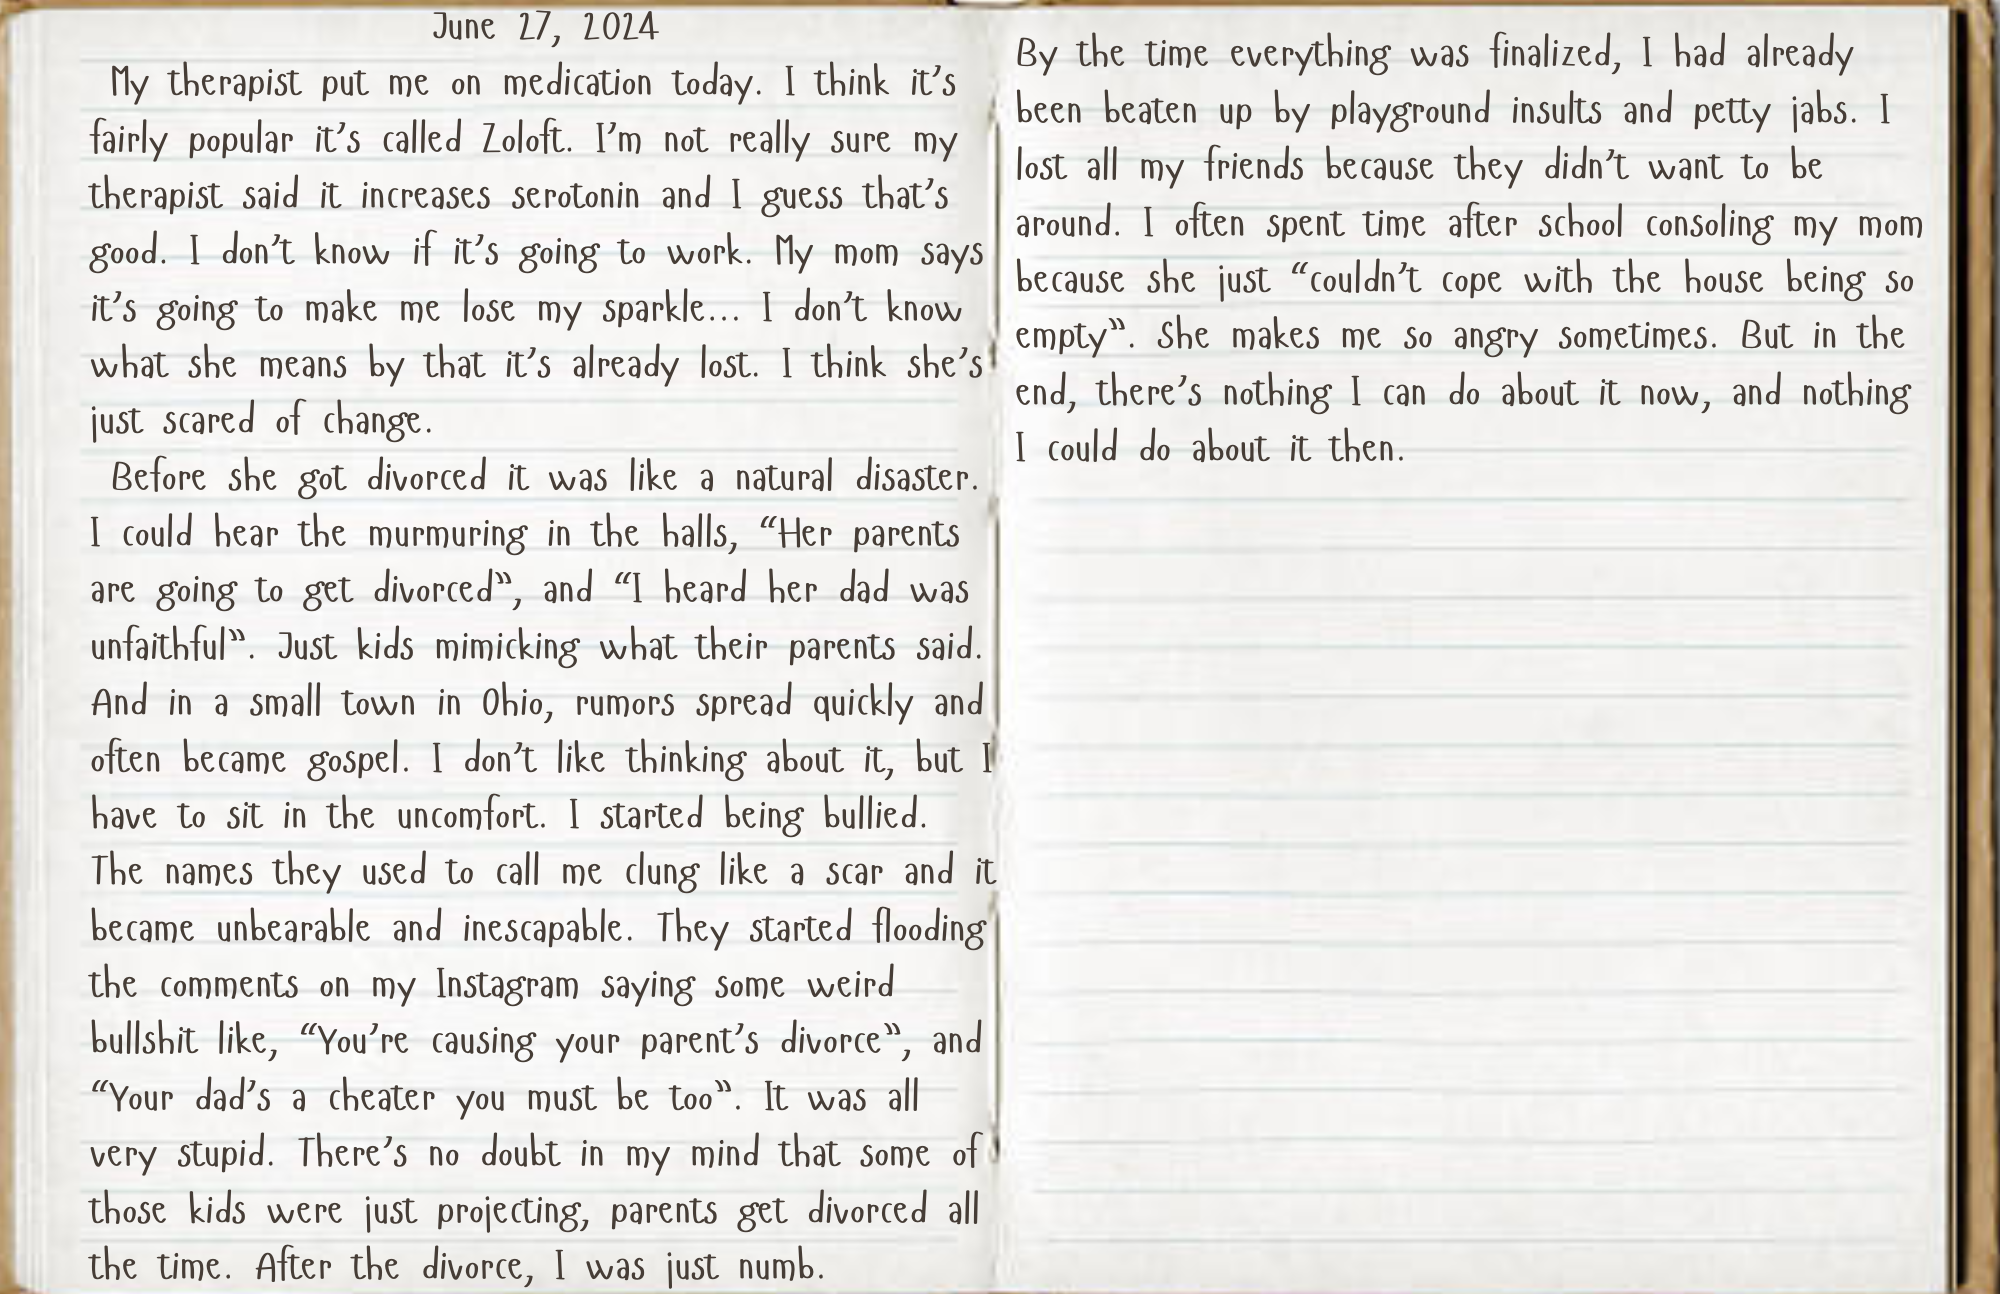 June 27, 2024
My therapist put me on medication today. I think it's
fairly popular it's called Zoloft. I'm not really sure my
therapist said it increases serotonin and I guess that's
good. I don't know if it's going to work. My mom says
it's going to make me lose my sparkle... I don't know
what she means by that it's already lost. I think she's
just scared of change.
Before she got divorced it was like a natural disaster.
I could hear the murmuring in the halls, “Her parents
are going to get divorced”, and “I heard her dad was
unfaithful”. Just kids mimicking what their parents said.
And in a small town in Ohio, rumors spread quickly and
often became gospel. I don't like thinking about it, but I
have to sit in the uncomfort. I started being bullied.
The names they used to call me clung like a scar and it
became unbearable and inescapable. They started flooding
the comments on my Instagram saying some weird
bullshit like, “You're causing your parent's divorce”, and
“Your dad's a cheater you must be too”. It was all
very stupid. There's no doubt in my mind that some of
those kids were just projecting, parents get divorced all
the time. After the divorce, I was just numb.
By the time everything was finalized, I had already
been beaten up by playground insults and petty jabs. I
lost all my friends because they didn't want to be
around. I often spent time after school consoling my mom
because she just “couldn't cope with the house being so
empty”. She makes me so angry sometimes. But in the
end, there's nothing I can do about it now, and nothing
I could do about it then.